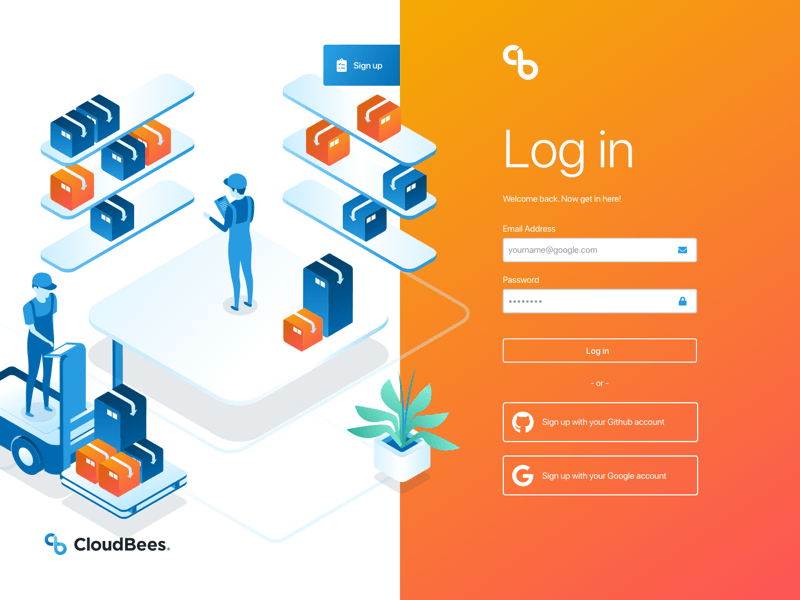 Sign up
CloudBees.
Log in
Welcome back. Now get in here!
Email Address
yourname@google.com
Password
••••••••
Log in
- or -
Sign up with your Github account
Sign up with your Google account